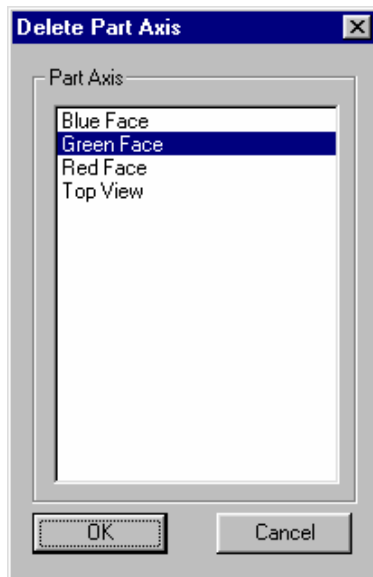 Delete Part Axis
Part Axis
Blue Face
Green Face
Red Face
Top View
OK
Cancel